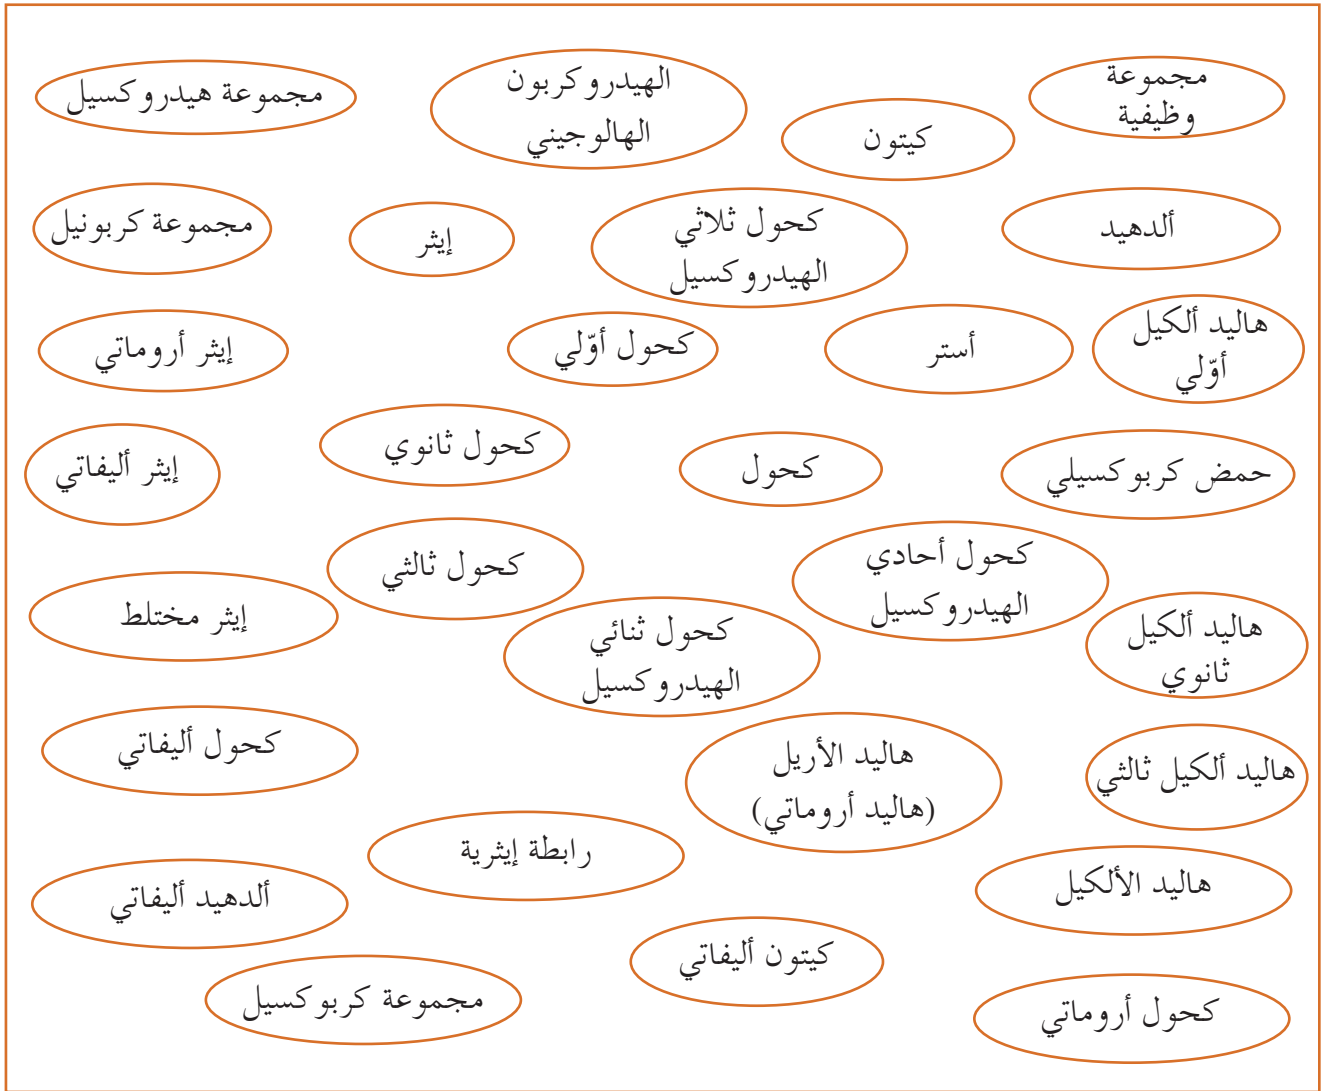 مجموعة
وظيفية
كيتون
الهيدروكربون
الهالوجيني
مجموعة هيدروكسيل
ألدهيد
كحول ثلاثي
الهيدروكسيل
إيثر
مجموعة كربونيل
هاليد ألكيل
أوّلي
أستر
كحول أوّلي
إيثر أروماتي
حمض كربوكسيلي
كحول
كحول ثانوي
إيثر أليفاتي
كحول أحادي
الهيدروكسيل
كحول ثالثي
هاليد ألكيل
ثانوي
كحول ثنائي
الهيدروكسيل
إيثر مختلط
هاليد ألكيل ثالثي
هاليد الأريل
(هاليد أروماتي)
كحول أليفاتي
رابطة إيثرية
هاليد الألكيل
ألدهيد أليفاتي
كيتون أليفاتي
مجموعة كربوكسيل
كحول أروماتي